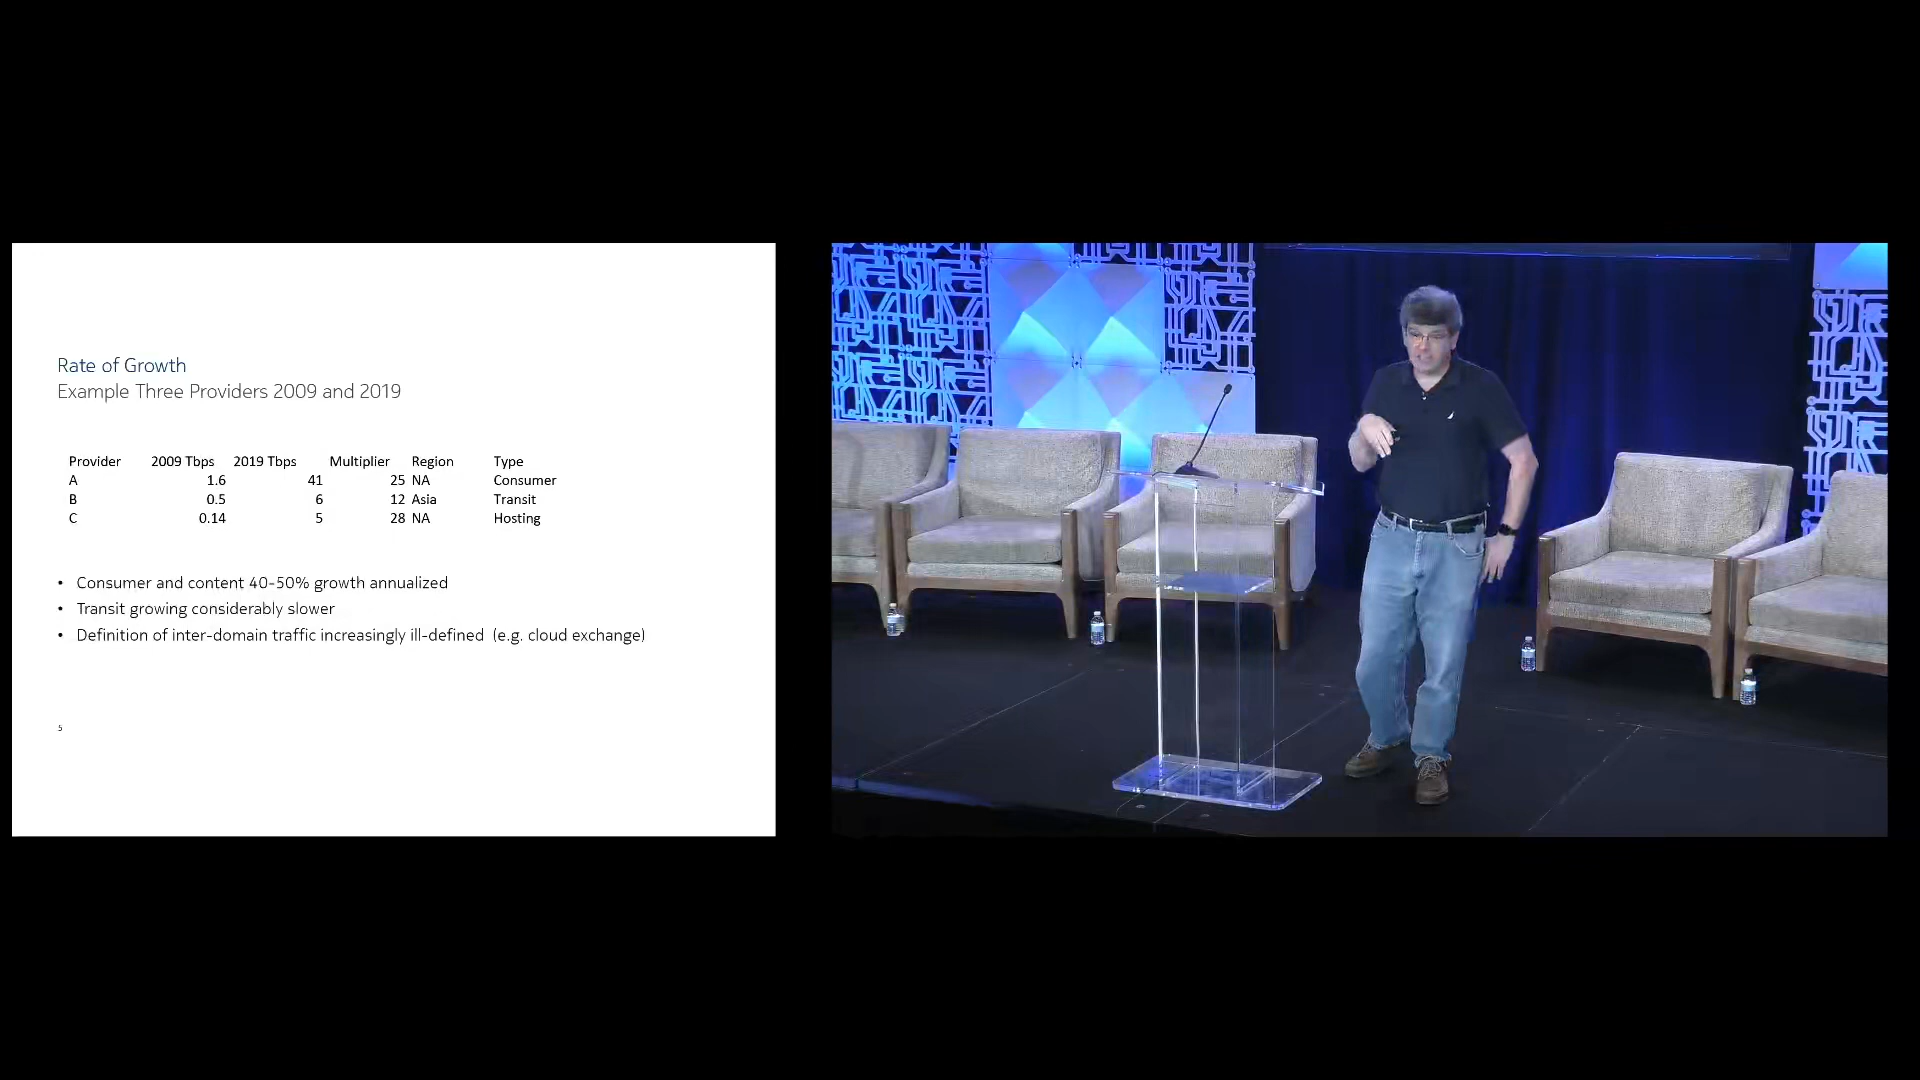 Rate of Growth
Example Three Providers 2009 and 2019
Provider 2009 Tbps 2019 Tbps Multiplier Region Type
A 1.6 41 25 NA Consumer
B 0.5 6 12 Asia Transit
C 0.14 5 28 NA Hosting
• Consumer and content 40-50% growth annualized
• Transit growing considerably slower
• Definition of inter-domain traffic increasingly ill-defined (e.g. cloud exchange)
5